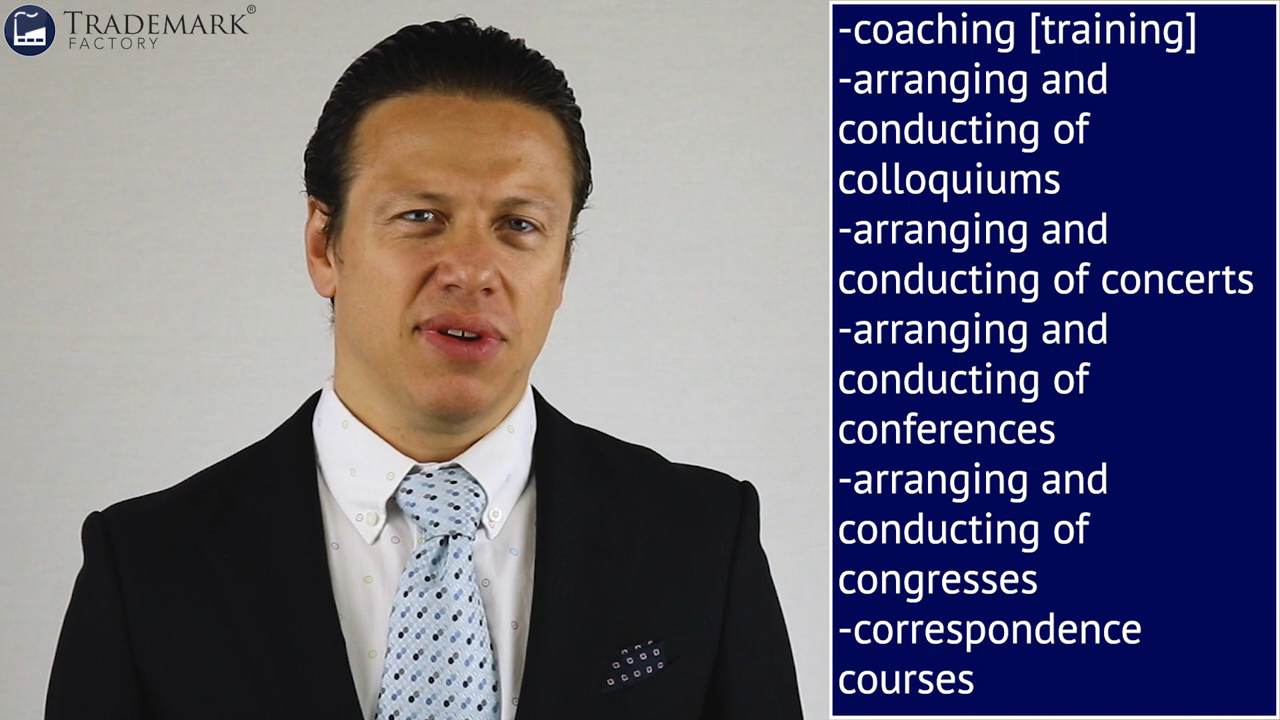 TRADEMARK®
FACTORY
-coaching [training]
-arranging and
conducting of
colloquiums
-arranging and
conducting of concerts
-arranging and
conducting of
conferences
-arranging and
conducting of
congresses
-correspondence
courses